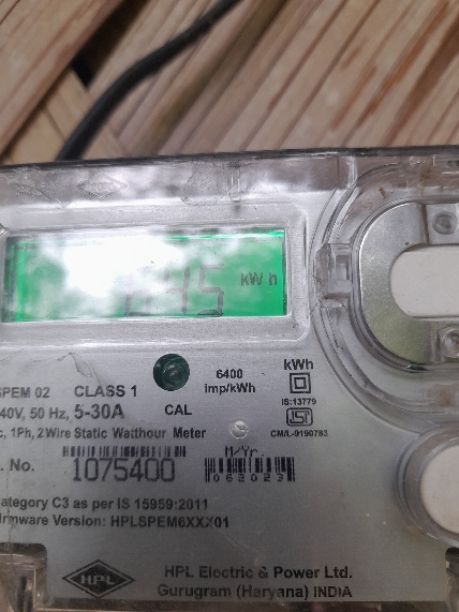 kW h
SPEM 02 CLASS 1
6400
imp/kWh
kWh
40V, 50 Hz, 5-30A CAL
IS:13779
c, 1Ph, 2Wire Static Watthour Meter
CM/L-9190783
M/Yr.
. No. 1075400
062023
ategory C3 as per IS 15959:2011
rmware Version: HPLSPEM6XXX01
HPL
HPL Electric & Power Ltd.
Gurugram (Haryana) INDIA